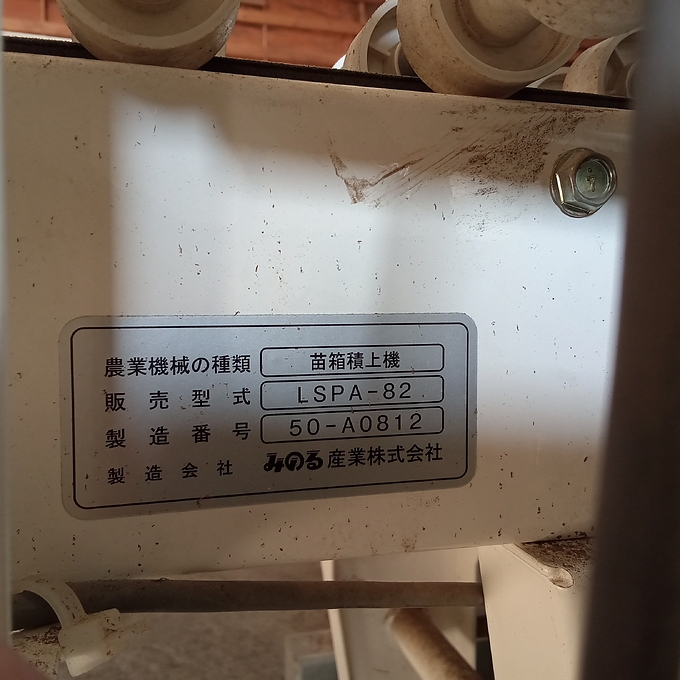 農業機械の種類 苗箱積上機
販売型式 LSPA-82
製造番号 50-A0812
製造会社 みのる産業株式会社